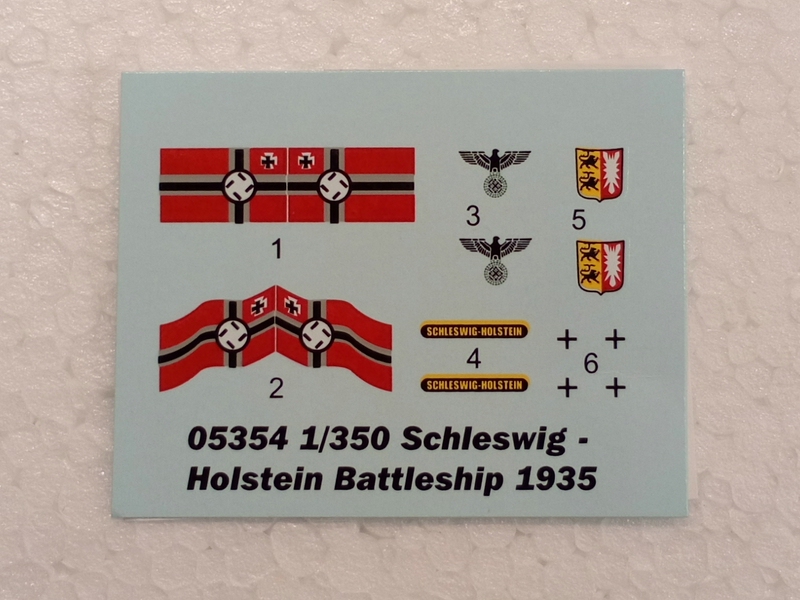 1
3
5
2
SCHLESWIG-HOLSTEIN
4
SCHLESWIG-HOLSTEIN
6
05354 1/350 Schleswig -
Holstein Battleship 1935